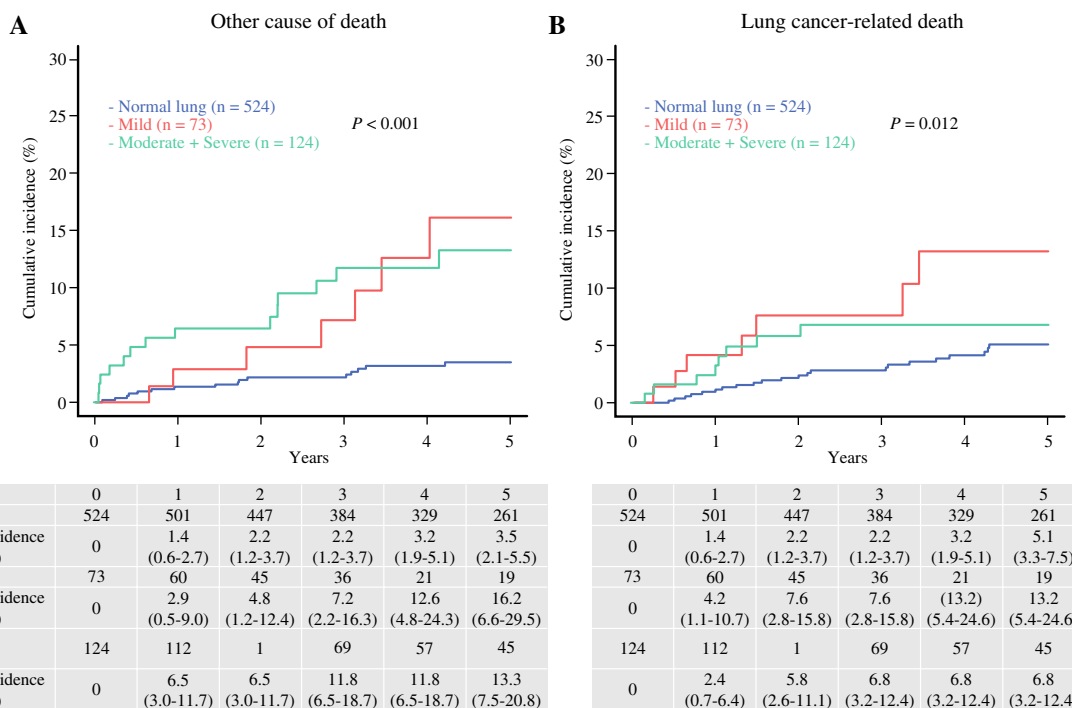 A
Other cause of death
30
25
20
15
10
5
0
Cumulative incidence (%)
- Normal lung (n = 524)
- Mild (n = 73)
- Moderate + Severe (n = 124)
P < 0.001
0 1 2 3 4 5
Years
B
Lung cancer-related death
30
25
20
15
10
5
0
Cumulative incidence (%)
- Normal lung (n = 524)
- Mild (n = 73)
- Moderate + Severe (n = 124)
P = 0.012
0 1 2 3 4 5
Years
0 1 2 3 4 5
524 501 447 384 329 261
idence 0 1.4 2.2 2.2 3.2 3.5
) (0.6-2.7) (1.2-3.7) (1.2-3.7) (1.9-5.1) (2.1-5.5)
73 60 45 36 21 19
idence 0 2.9 4.8 7.2 12.6 16.2
) (0.5-9.0) (1.2-12.4) (2.2-16.3) (4.8-24.3) (6.6-29.5)
124 112 1 69 57 45
idence 0 6.5 6.5 11.8 11.8 13.3
) (3.0-11.7) (3.0-11.7) (6.5-18.7) (6.5-18.7) (7.5-20.8)
0 1 2 3 4 5
524 501 447 384 329 261
0 1.4 2.2 2.2 3.2 5.1
(0.6-2.7) (1.2-3.7) (1.2-3.7) (1.9-5.1) (3.3-7.5)
73 60 45 36 21 19
0 4.2 7.6 7.6 (13.2) 13.2
(1.1-10.7) (2.8-15.8) (2.8-15.8) (5.4-24.6) (5.4-24.6
124 112 1 69 57 45
0 2.4 5.8 6.8 6.8 6.8
(0.7-6.4) (2.6-11.1) (3.2-12.4) (3.2-12.4) (3.2-12.4